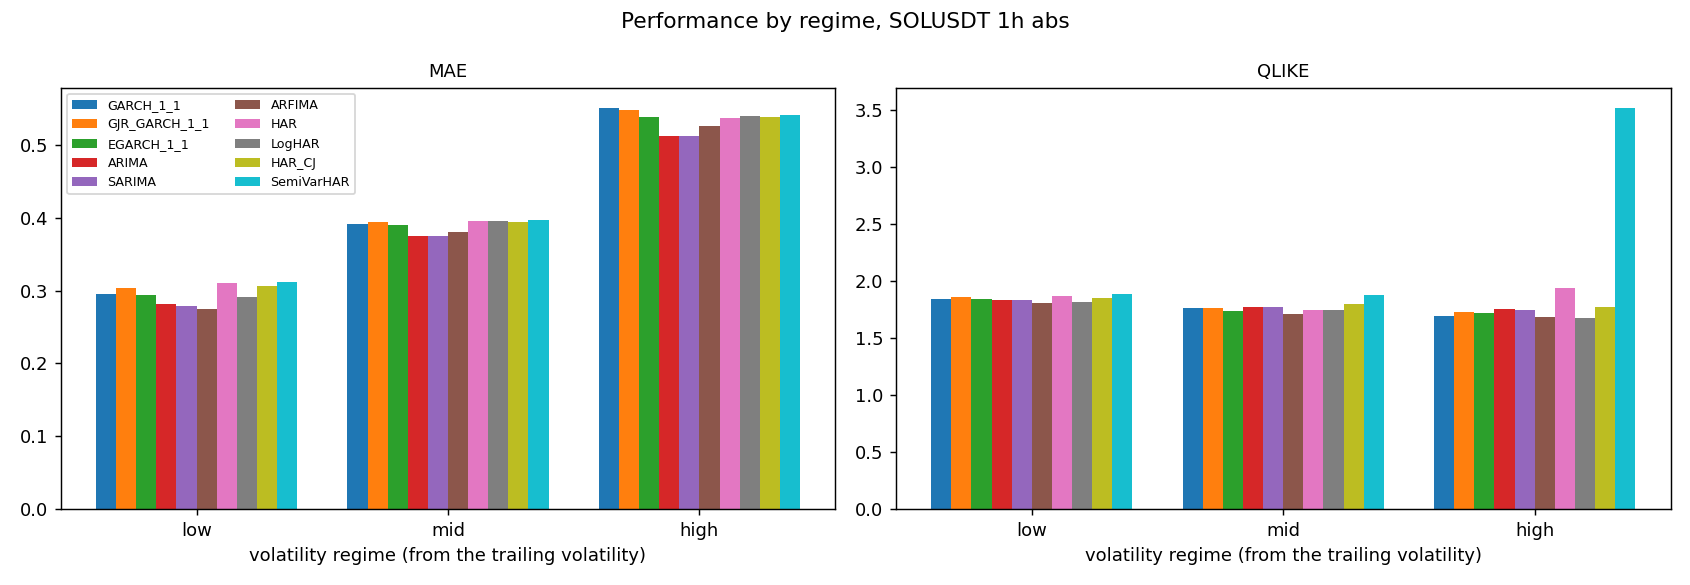 Performance by regime, SOLUSDT 1h abs
MAE
GARCH_1_1
GJR_GARCH_1_1
EGARCH_1_1
ARIMA
SARIMA
ARFIMA
HAR
LogHAR
HAR_CJ
SemiVarHAR
0.5
0.4
0.3
0.2
0.1
0.0
low mid high
volatility regime (from the trailing volatility)
QLIKE
3.5
3.0
2.5
2.0
1.5
1.0
0.5
0.0
low mid high
volatility regime (from the trailing volatility)